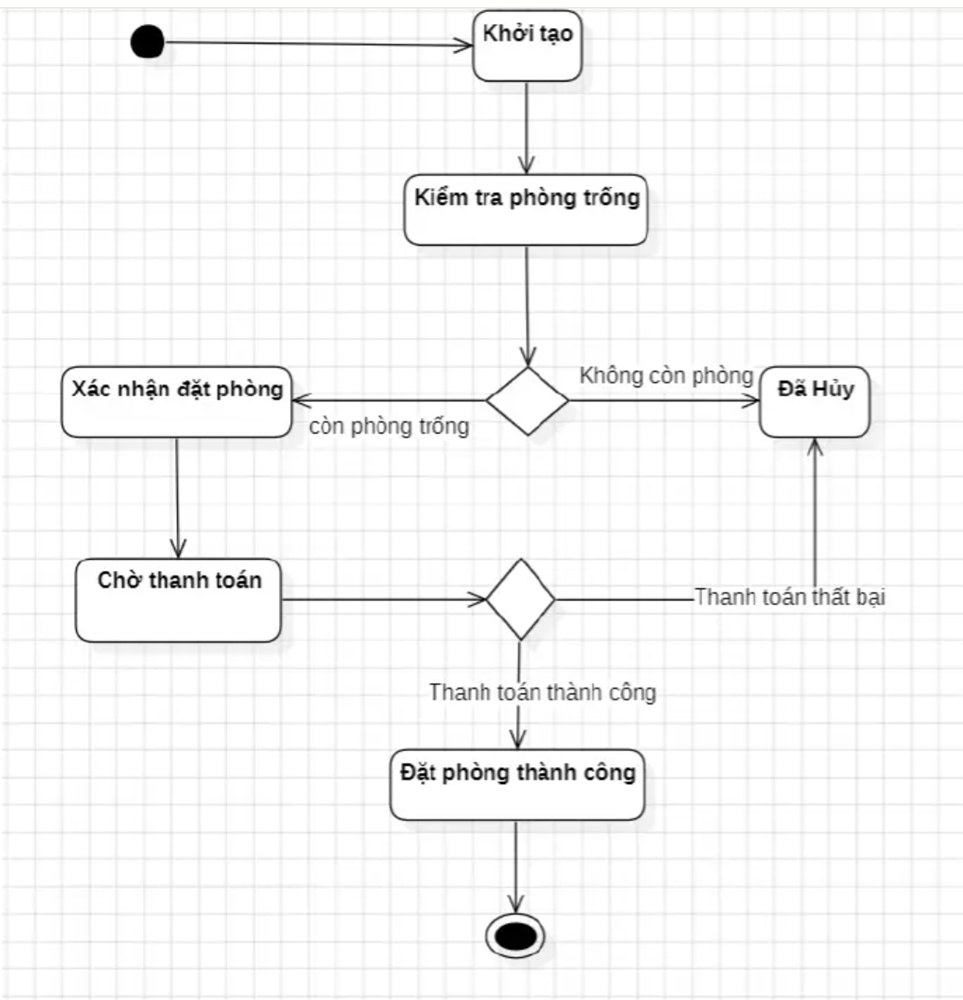 Khởi tạo
Kiểm tra phòng trống
Không còn phòng
Xác nhận đặt phòng
Đã Hủy
còn phòng trống
Chờ thanh toán
Thanh toán thất bại
Thanh toán thành công
Đặt phòng thành công